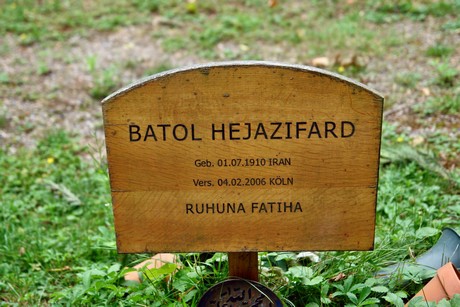 BATOL HEJAZIFARD
Geb. 01.07.1910 IRAN
Vers. 04.02.2006 KÖLN
RUHUNA FATIHA